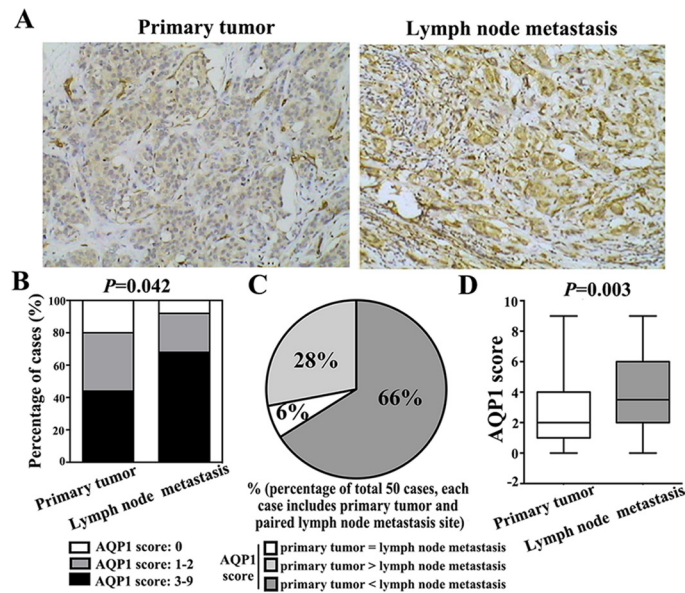 A
Primary tumor
Lymph node metastasis
B
P=0.042
Percentage of cases (%)
100
80
60
40
20
0
Primary tumor
Lymph node metastasis
AQP1 score: 0
AQP1 score: 1-2
AQP1 score: 3-9
C
28%
6%
66%
% (percentage of total 50 cases, each
case includes primary tumor and
paired lymph node metastasis site)
AQP1
score
primary tumor = lymph node metastasis
primary tumor > lymph node metastasis
primary tumor < lymph node metastasis
D
P=0.003
AQP1 score
10
8
6
4
2
0
-2
Primary tumor
Lymph node metastasis